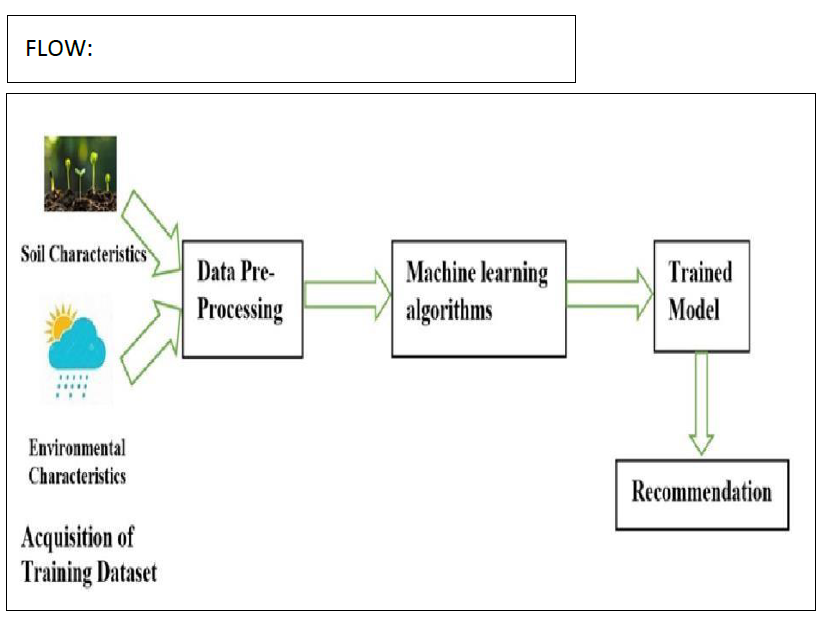 FLOW:
Soil Characteristics
Environmental
Characteristics
Acquisition of
Training Dataset
Data Pre-
Processing
Machine learning
algorithms
Trained
Model
Recommendation